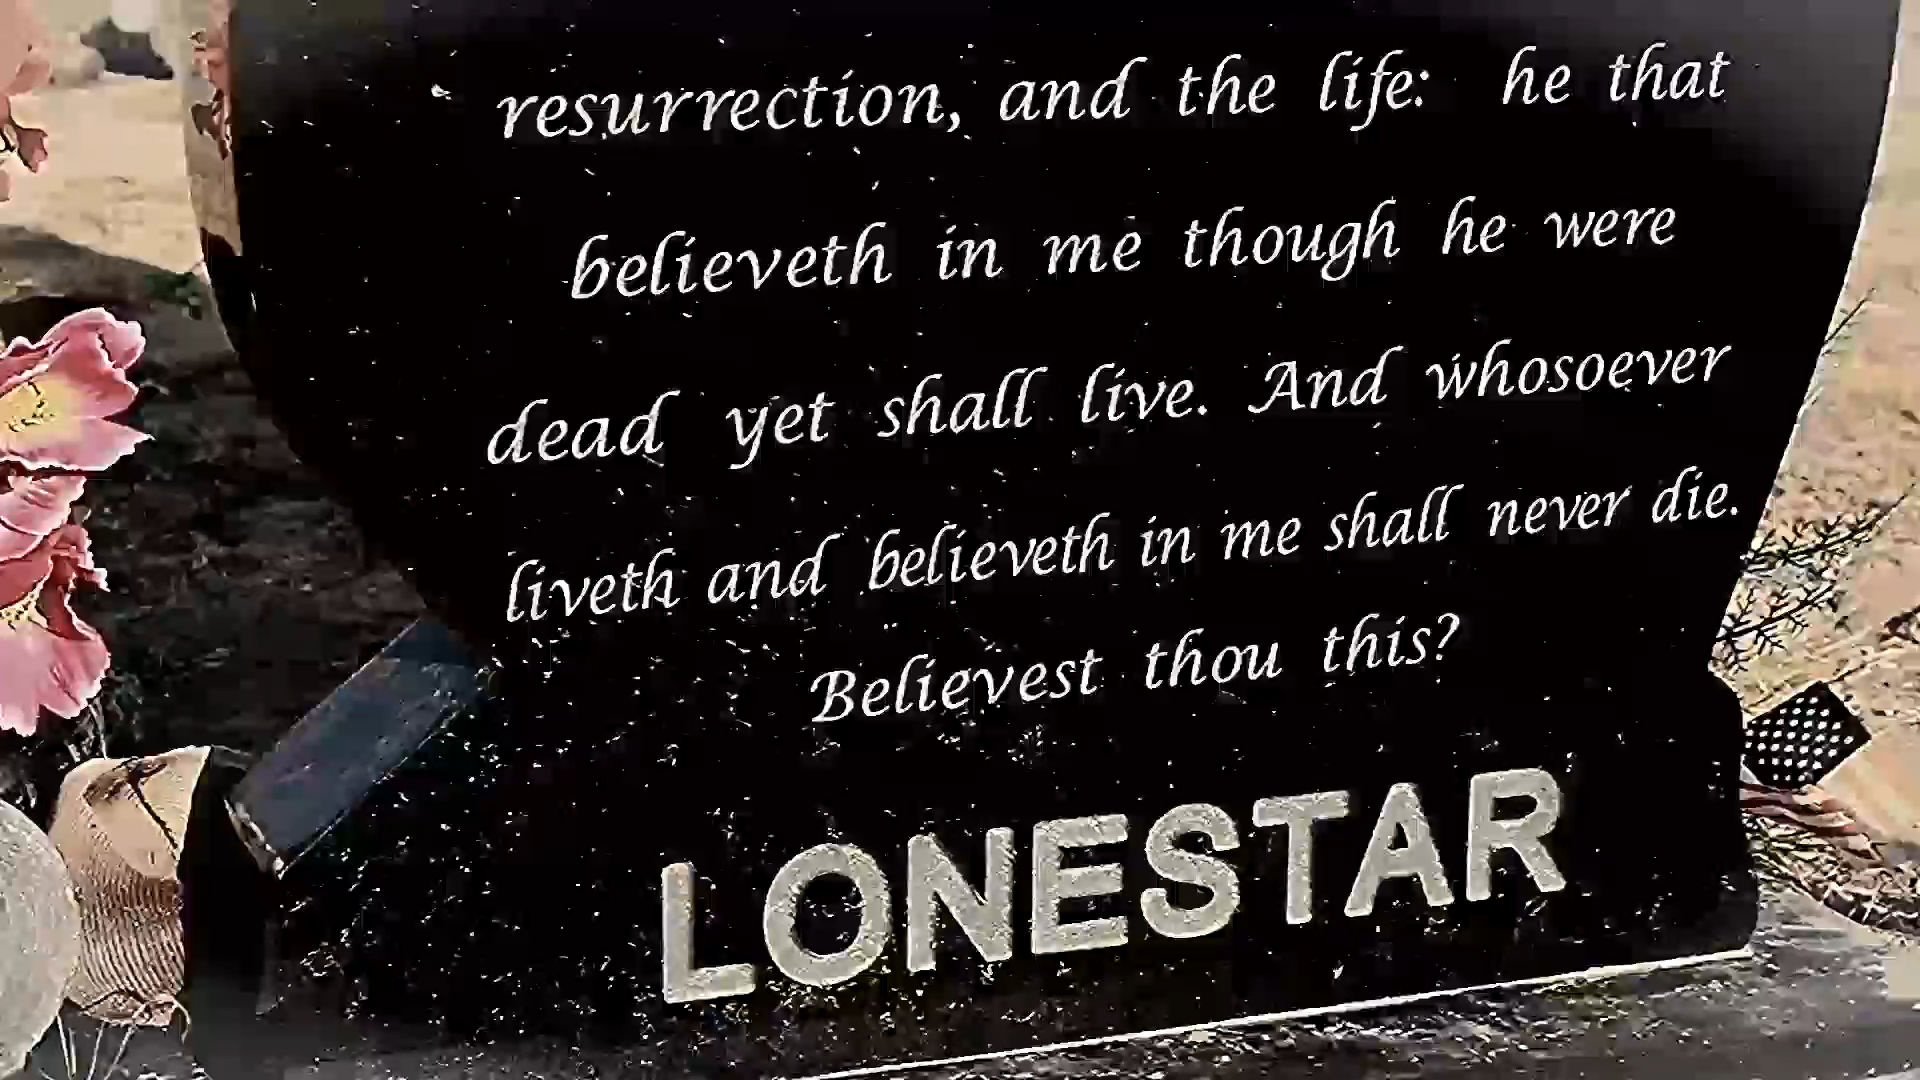 resurrection, and the life: he that
believeth in me though he were
dead yet shall live. And whosoever
liveth and believeth in me shall never die.
Believest thou this?
LONESTAR